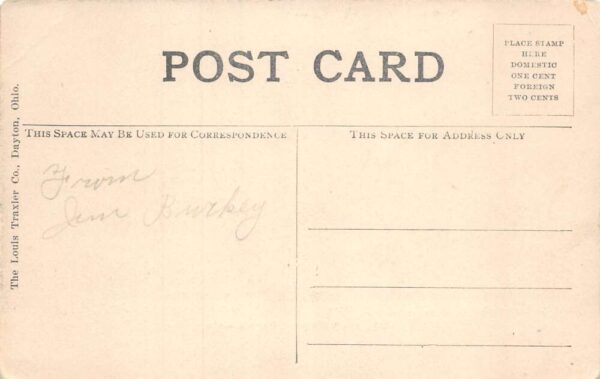 POST CARD
PLACE STAMP
HERE
DOMESTIC
ONE CENT
FOREIGN
TWO CENTS
The Louis Traxler Co., Dayton, Ohio.
THIS SPACE MAY BE USED FOR CORRESPONDENCE
THIS SPACE FOR ADDRESS ONLY
From
Burkey